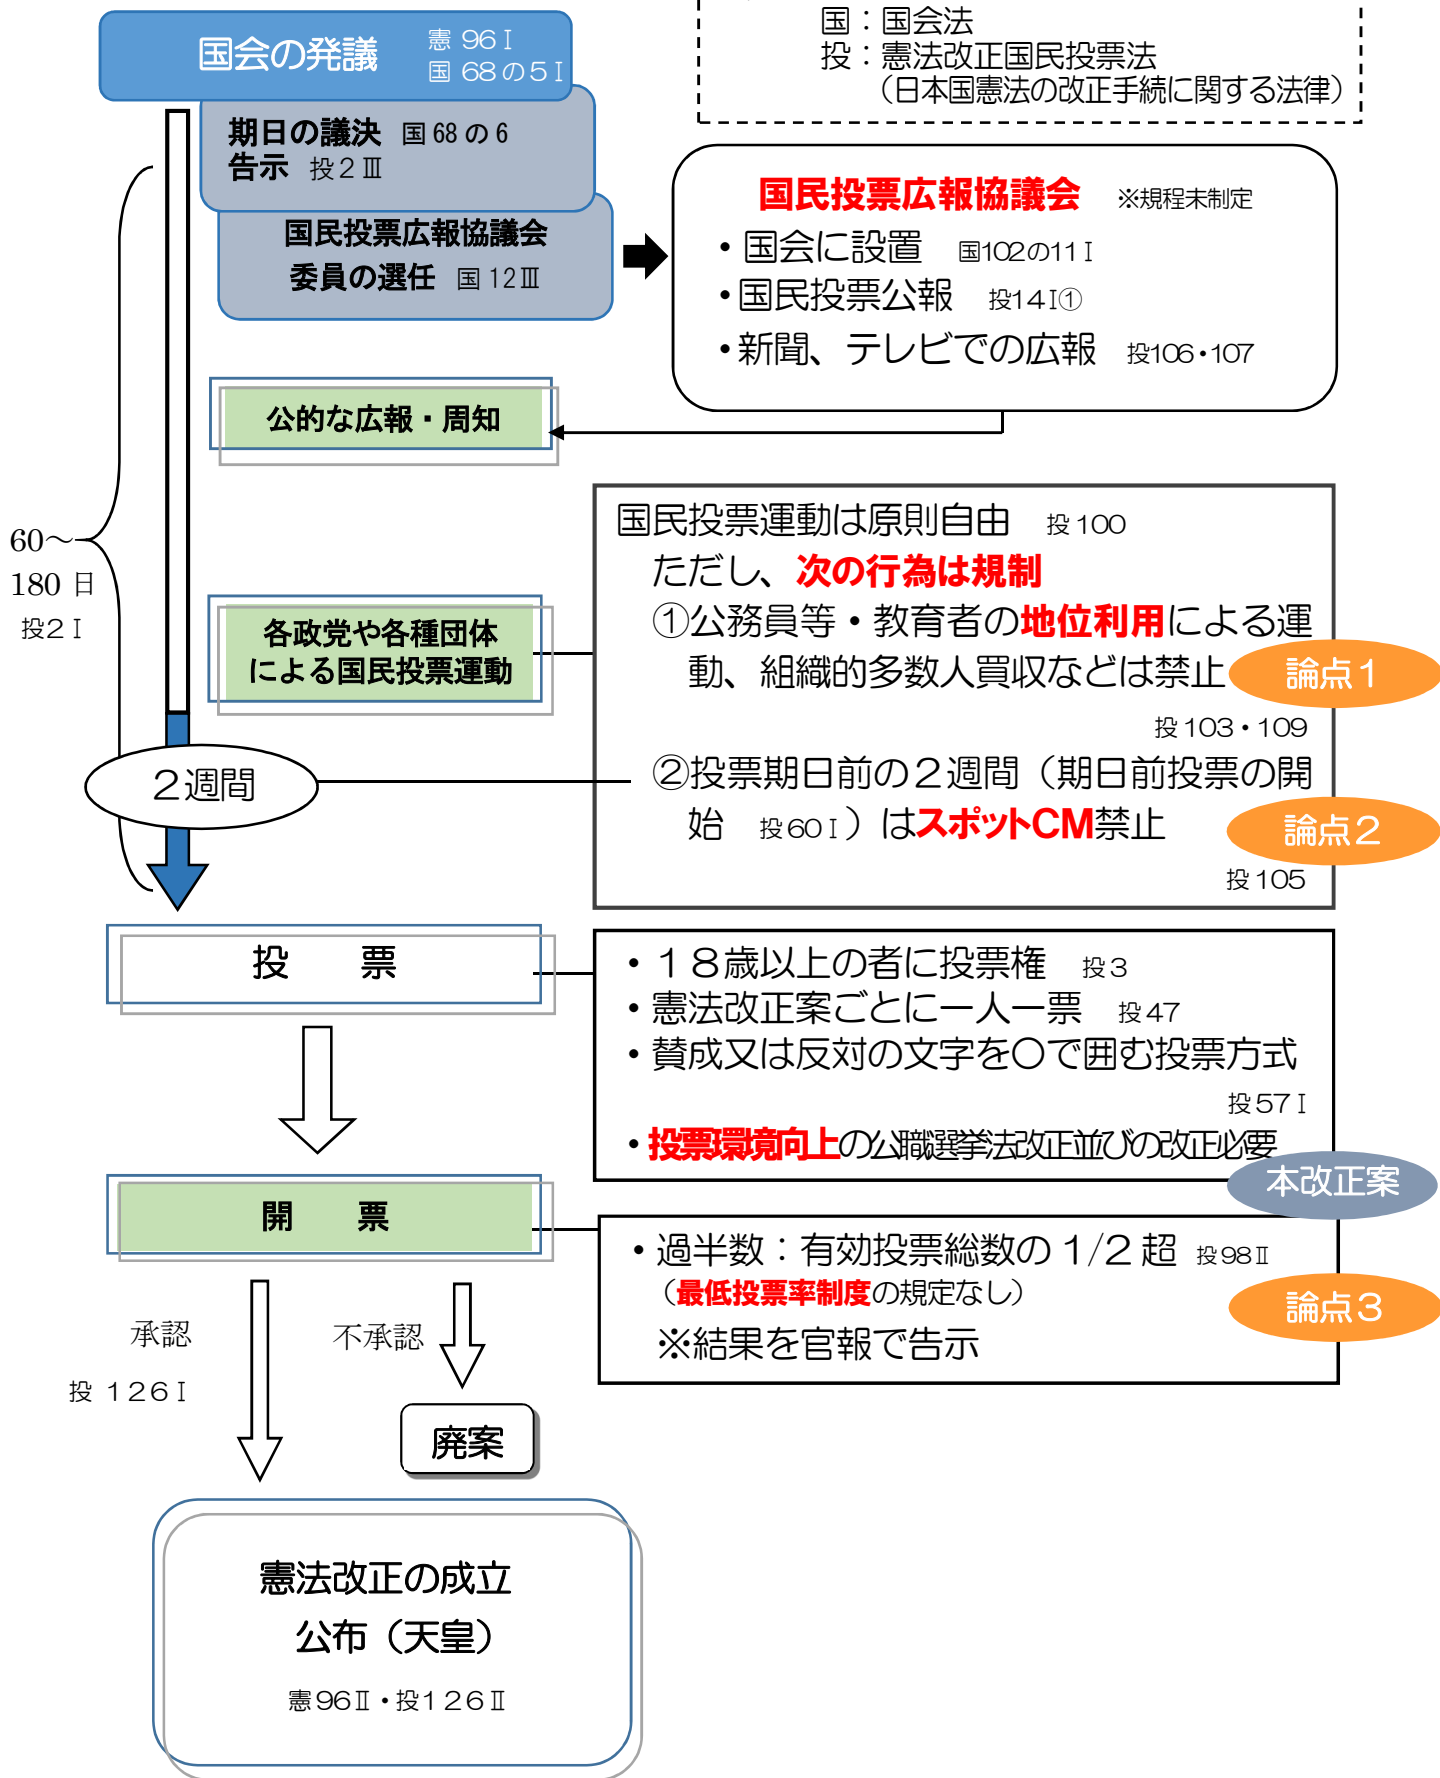 国：国会法
投：憲法改正国民投票法
（日本国憲法の改正手続に関する法律）
国会の発議
憲 96Ⅰ
国 68の5Ⅰ
期日の議決 国 68 の 6
告示 投2Ⅲ
国民投票広報協議会
委員の選任 国 12Ⅲ
国民投票広報協議会 ※規程未制定
・国会に設置 国102の11Ⅰ
・国民投票公報 投14Ⅰ①
・新聞、テレビでの広報 投106・107
公的な広報・周知
60～
180 日
投2Ⅰ
各政党や各種団体
による国民投票運動
国民投票運動は原則自由 投100
ただし、次の行為は規制
①公務員等・教育者の地位利用による運
動、組織的多数人買収などは禁止
論点１
投103・109
２週間
②投票期日前の２週間（期日前投票の開
始 投60Ⅰ）はスポットCM禁止
論点２
投105
投 票
・１８歳以上の者に投票権 投3
・憲法改正案ごとに一人一票 投47
・賛成又は反対の文字を〇で囲む投票方式
投57Ⅰ
・投票環境向上の公職選挙法改正並びの改正必要
本改正案
開 票
・過半数：有効投票総数の 1/2 超 投98Ⅱ
（最低投票率制度の規定なし）
論点３
※結果を官報で告示
承認
不承認
投 126Ⅰ
廃案
憲法改正の成立
公布（天皇）
憲96Ⅱ・投126Ⅱ